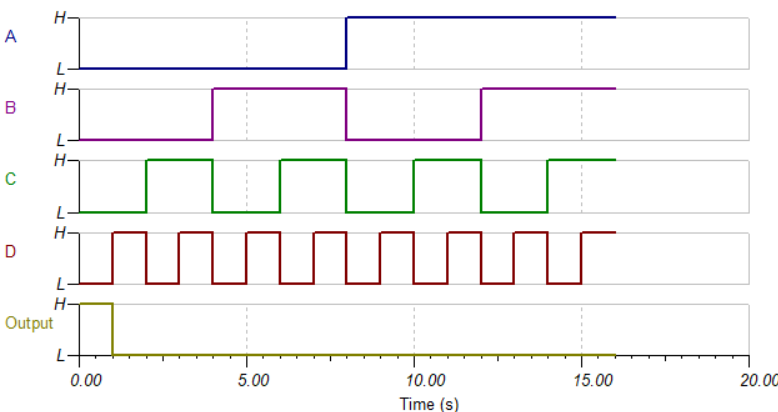 H
A
L
H
B
L
H
C
L
H
D
L
H
Output
L
0.00 5.00 10.00 15.00 20.00
Time (s)